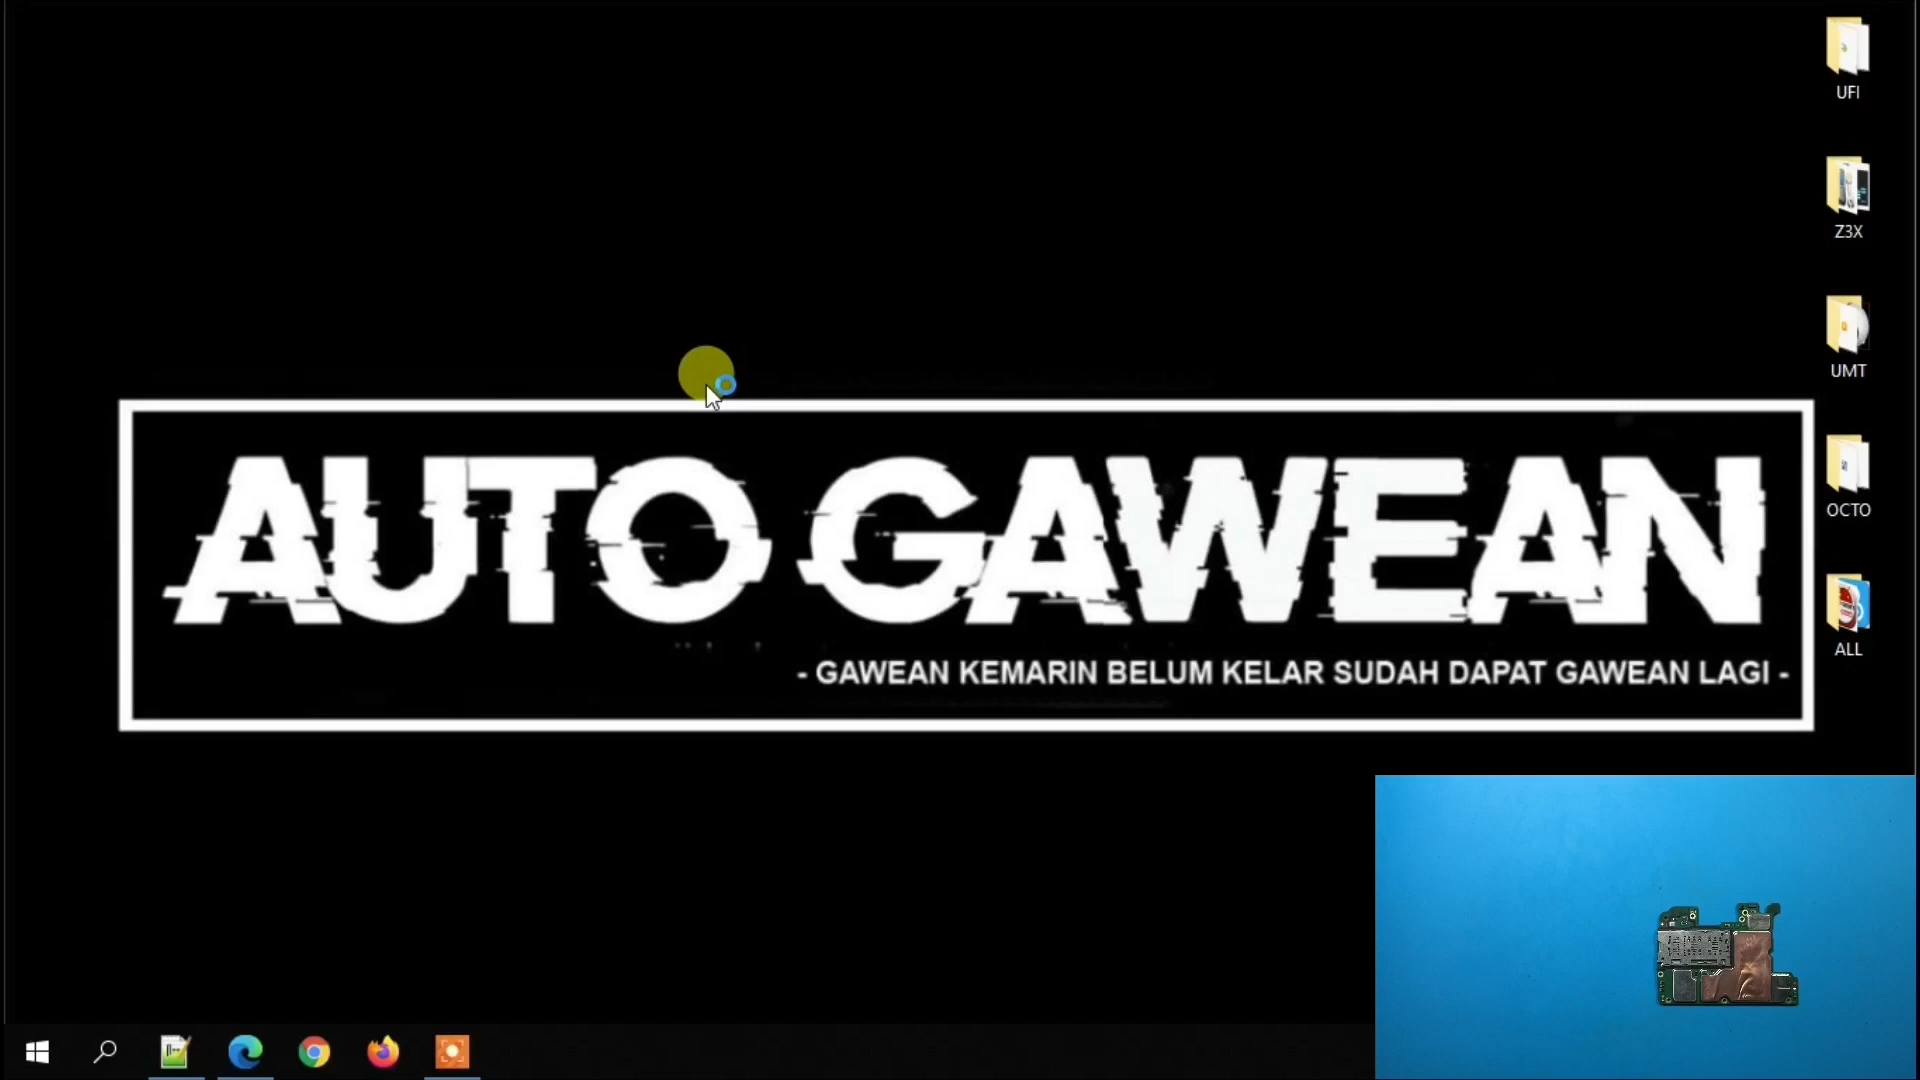 UFI
Z3X
UMT
OCTO
ALL
AUTO GAWEAN
- GAWEAN KEMARIN BELUM KELAR SUDAH DAPAT GAWEAN LAGI -